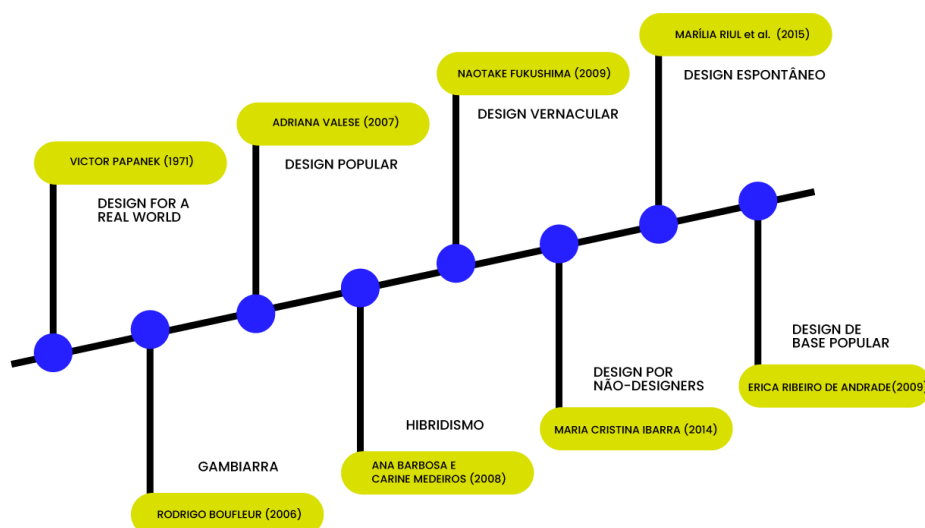 VICTOR PAPANEK (1971)
DESIGN FOR A
REAL WORLD
GAMBIARRA
RODRIGO BOUFLEUR (2006)
ADRIANA VALESE (2007)
DESIGN POPULAR
HIBRIDISMO
ANA BARBOSA E
CARINE MEDEIROS (2008)
NAOTAKE FUKUSHIMA (2009)
DESIGN VERNACULAR
DESIGN POR
NÃO-DESIGNERS
MARIA CRISTINA IBARRA (2014)
MARÍLIA RIUL et al. (2015)
DESIGN ESPONTÂNEO
DESIGN DE
BASE POPULAR
ERICA RIBEIRO DE ANDRADE(2009)